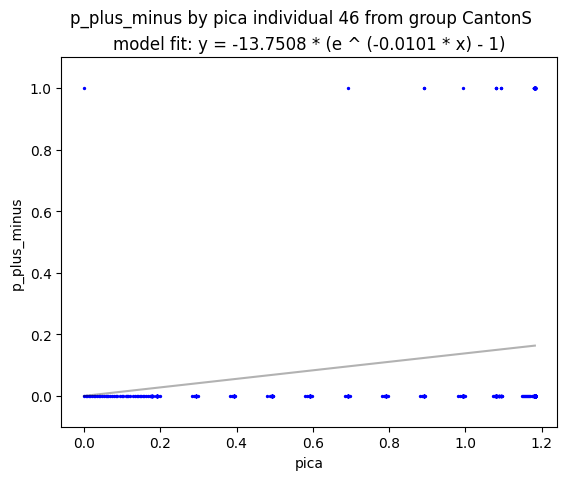 p_plus_minus by pica individual 46 from group CantonS
model fit: y = -13.7508 * (e ^ (-0.0101 * x) - 1)
1.0
0.8
0.6
0.4
0.2
0.0
p_plus_minus
0.0 0.2 0.4 0.6 0.8 1.0 1.2
pica